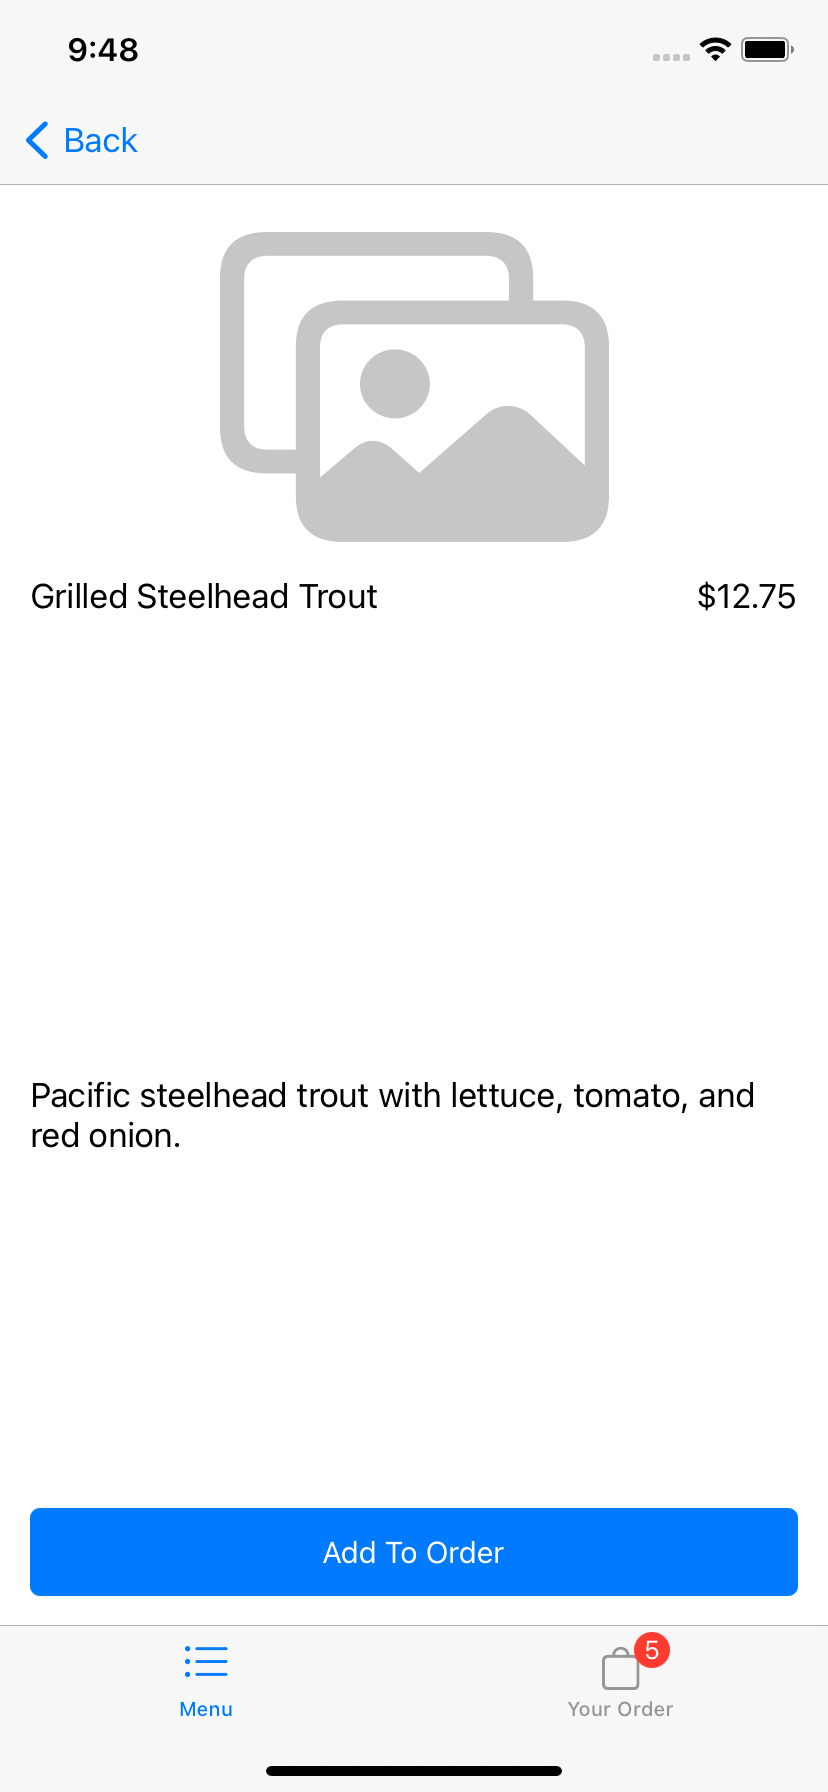 9:48
Back
Grilled Steelhead Trout $12.75
Pacific steelhead trout with lettuce, tomato, and
red onion.
Add To Order
5
Menu
Your Order